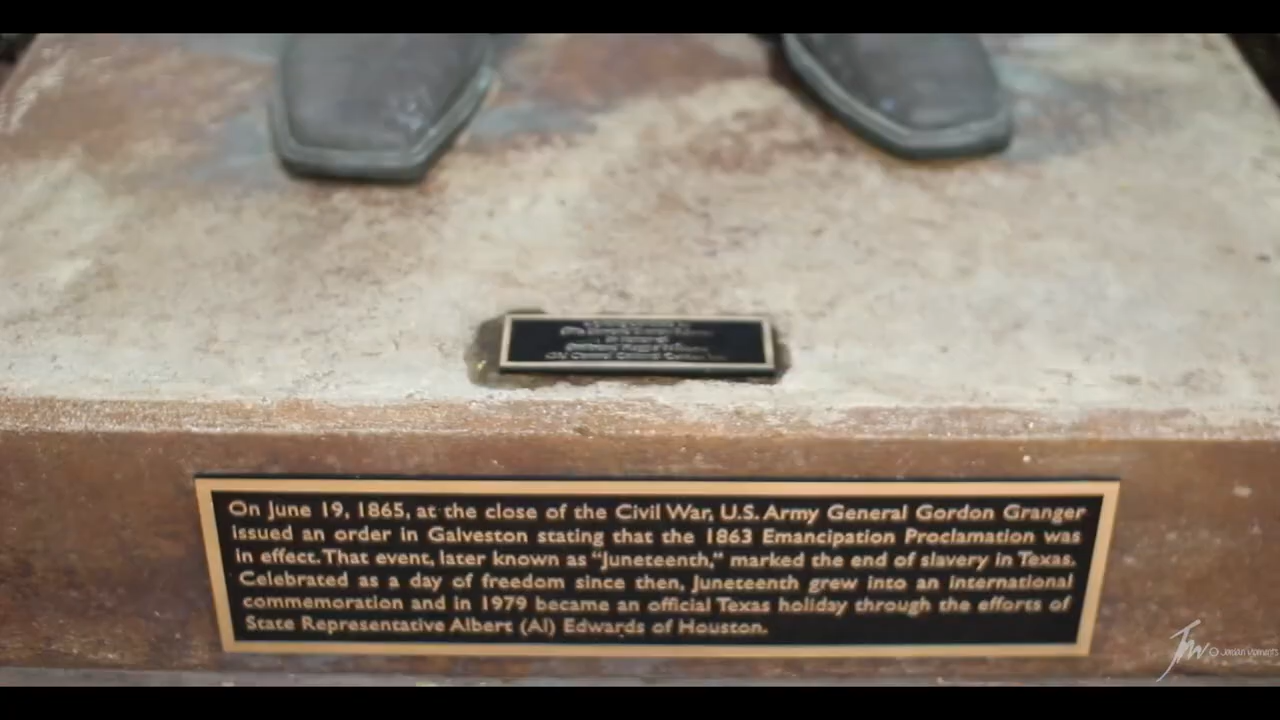 On June 19, 1865, at the close of the Civil War, U.S. Army General Gordon Granger
issued an order in Galveston stating that the 1863 Emancipation Proclamation was
in effect. That event, later known as “Juneteenth,” marked the end of slavery in Texas.
Celebrated as a day of freedom since then, Juneteenth grew into an international
commemoration and in 1979 became an official Texas holiday through the efforts of
State Representative Albert (Al) Edwards of Houston.